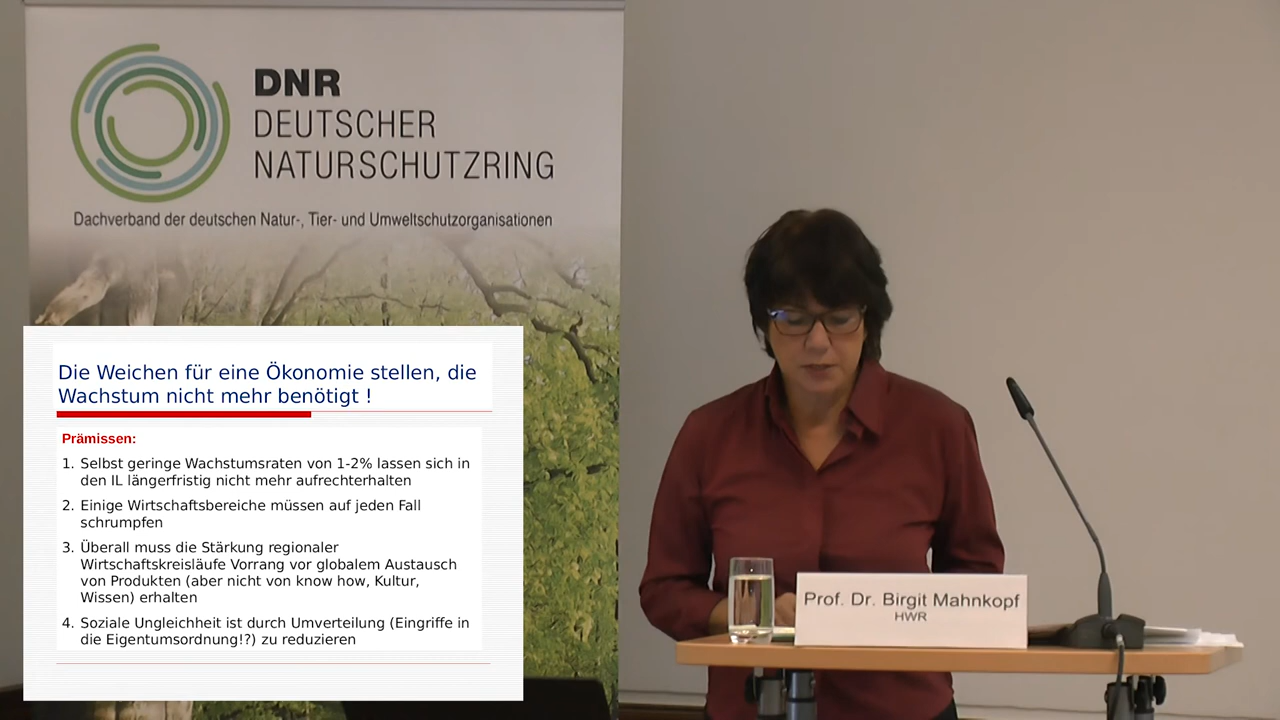 DNR
DEUTSCHER
NATURSCHUTZRING
Dachverband der deutschen Natur-, Tier- und Umweltschutzorganisationen
Die Weichen für eine Ökonomie stellen, die
Wachstum nicht mehr benötigt !
Prämissen:
1. Selbst geringe Wachstumsraten von 1-2% lassen sich in
den IL längerfristig nicht mehr aufrechterhalten
2. Einige Wirtschaftsbereiche müssen auf jeden Fall
schrumpfen
3. Überall muss die Stärkung regionaler
Wirtschaftskreisläufe Vorrang vor globalem Austausch
von Produkten (aber nicht von know how, Kultur,
Wissen) erhalten
4. Soziale Ungleichheit ist durch Umverteilung (Eingriffe in
die Eigentumsordnung!?) zu reduzieren
Prof. Dr. Birgit Mahnkopf
HWR